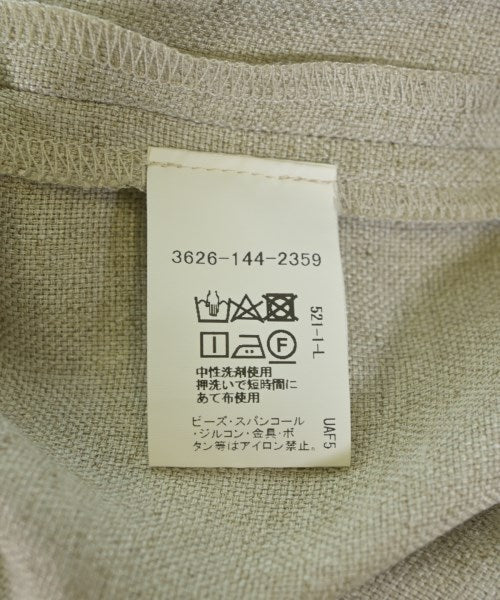 3626-144-2359
F
中性洗剤使用
押洗いで短時間に
あて布使用
ビーズ・スパンコール
・ジルコン・金具・ボ
タン等はアイロン禁止。
521-1-L
UAF5